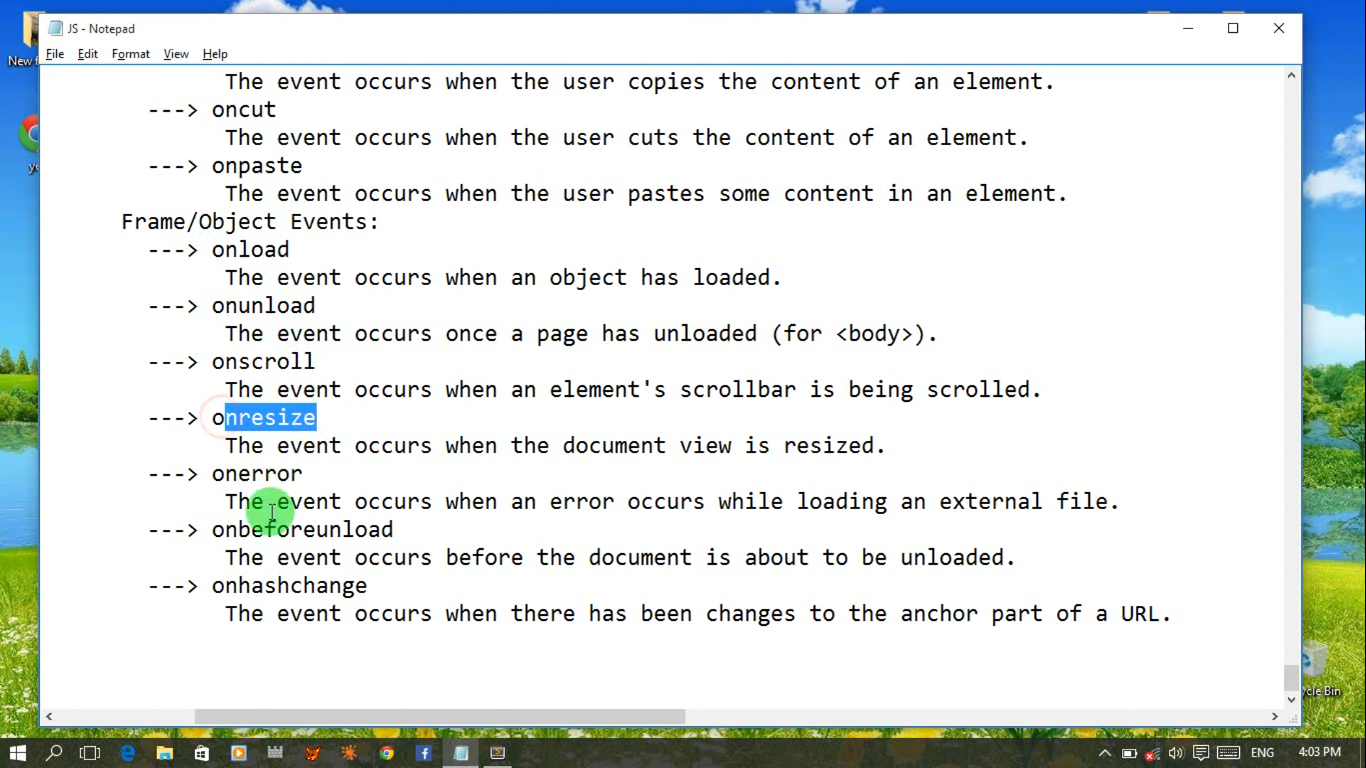 JS - Notepad
File Edit Format View Help
The event occurs when the user copies the content of an element.
---> oncut
The event occurs when the user cuts the content of an element.
---> onpaste
The event occurs when the user pastes some content in an element.
Frame/Object Events:
---> onload
The event occurs when an object has loaded.
---> onunload
The event occurs once a page has unloaded (for <body>).
---> onscroll
The event occurs when an element's scrollbar is being scrolled.
---> onresize
The event occurs when the document view is resized.
---> onerror
The event occurs when an error occurs while loading an external file.
---> onbeforeunload
The event occurs before the document is about to be unloaded.
---> onhashchange
The event occurs when there has been changes to the anchor part of a URL.
New
Bin
ENG 4:03 PM